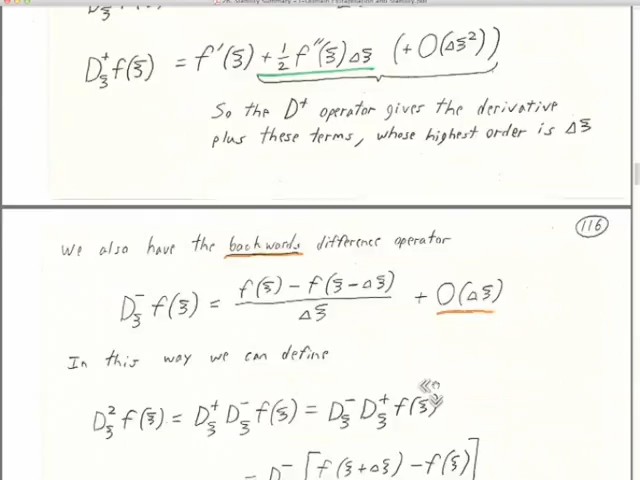 D⁺_ξ f(ξ) = f'(ξ) + ½ f''(ξ) Δξ (+ O(Δξ²))
So the D⁺ operator gives the derivative
plus these terms, whose highest order is Δξ
116
We also have the backwards difference operator
D⁻_ξ f(ξ) = (f(ξ) - f(ξ - Δξ)) / Δξ + O(Δξ)
In this way we can define
D²_ξ f(ξ) = D⁺_ξ D⁻_ξ f(ξ) = D⁻_ξ D⁺_ξ f(ξ)
= D⁻ [ f(ξ + Δξ) - f(ξ) ]